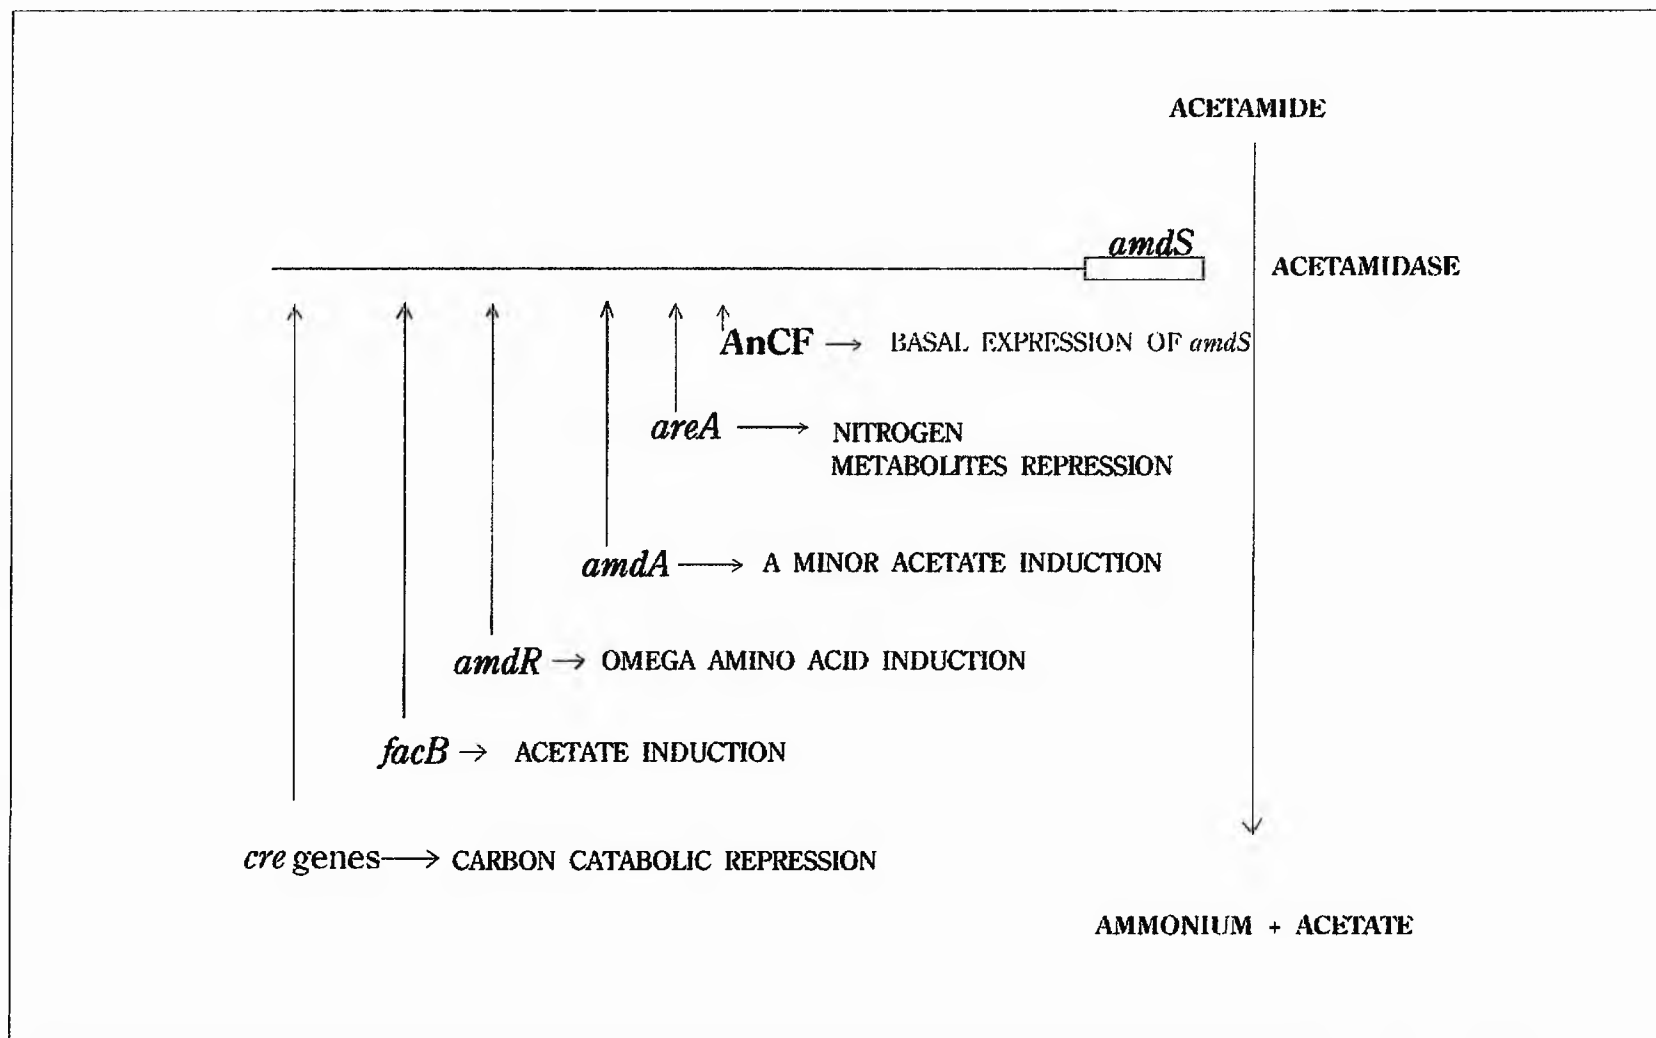 ACETAMIDE
amdS
ACETAMIDASE
AnCF → BASAL EXPRESSION OF amdS
areA → NITROGEN
METABOLITES REPRESSION
amdA → A MINOR ACETATE INDUCTION
amdR → OMEGA AMINO ACID INDUCTION
facB → ACETATE INDUCTION
cre genes → CARBON CATABOLIC REPRESSION
AMMONIUM + ACETATE